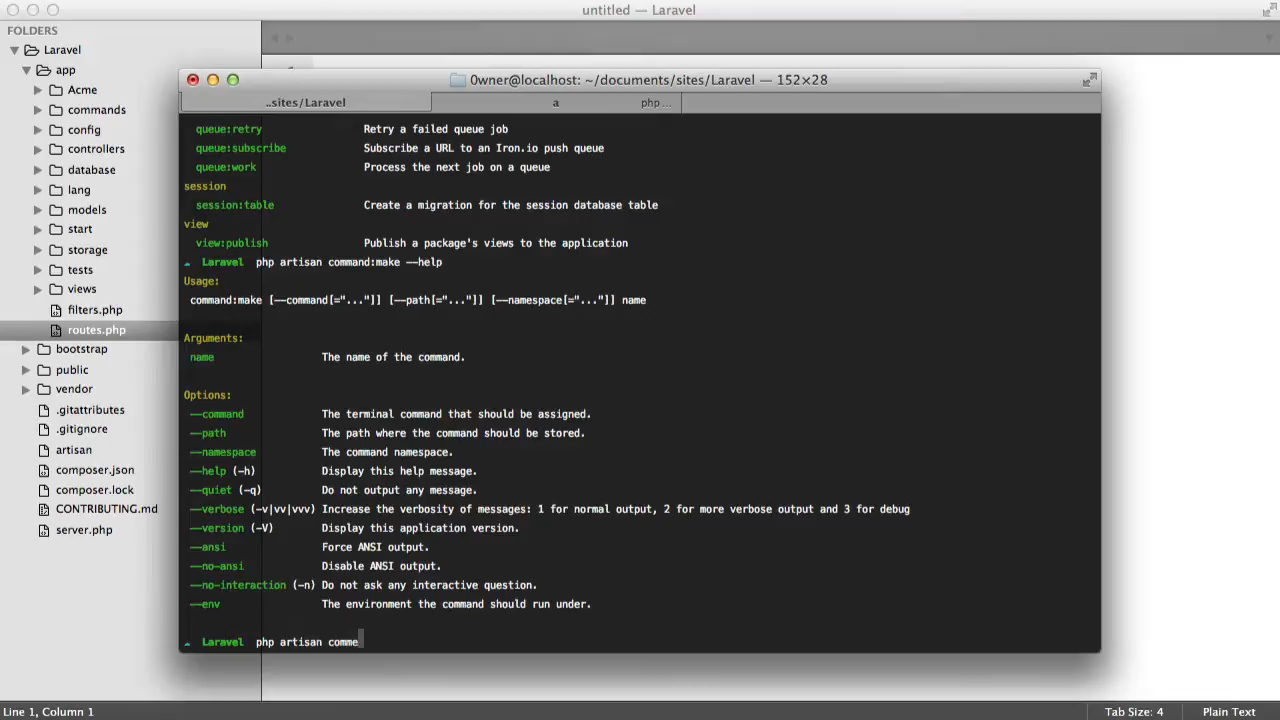 untitled — Laravel
FOLDERS
Laravel
app
Acme
commands
config
controllers
database
lang
models
start
storage
tests
views
filters.php
routes.php
bootstrap
public
vendor
.gitattributes
.gitignore
artisan
composer.json
composer.lock
CONTRIBUTING.md
server.php
0wner@localhost: ~/documents/sites/Laravel — 152×28
..sites/Laravel
a
php ...
queue:retry Retry a failed queue job
queue:subscribe Subscribe a URL to an Iron.io push queue
queue:work Process the next job on a queue
session
session:table Create a migration for the session database table
view
view:publish Publish a package's views to the application
Laravel php artisan command:make --help
Usage:
command:make [--command[="..."]] [--path[="..."]] [--namespace[="..."]] name
Arguments:
name The name of the command.
Options:
--command The terminal command that should be assigned.
--path The path where the command should be stored.
--namespace The command namespace.
--help (-h) Display this help message.
--quiet (-q) Do not output any message.
--verbose (-v|vv|vvv) Increase the verbosity of messages: 1 for normal output, 2 for more verbose output and 3 for debug
--version (-V) Display this application version.
--ansi Force ANSI output.
--no-ansi Disable ANSI output.
--no-interaction (-n) Do not ask any interactive question.
--env The environment the command should run under.
Laravel php artisan comme
Line 1, Column 1
Tab Size: 4
Plain Text